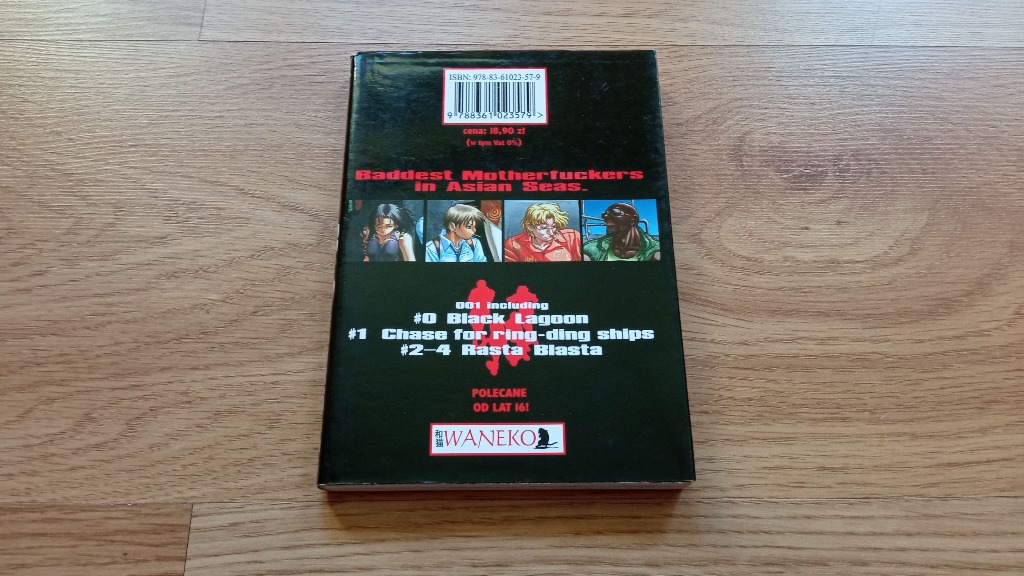 ISBN: 978-83-61023-57-9
9 788361 023579 >
cena: 18,90 zł
(w tym Vat 0%)
Baddest Motherfuckers
in Asian Seas.
001 including
#0 Black Lagoon
#1 Chase for ring-ding ships
#2-4 Rasta Blasta
POLECANE
OD LAT 16!
和猫 WANEKO